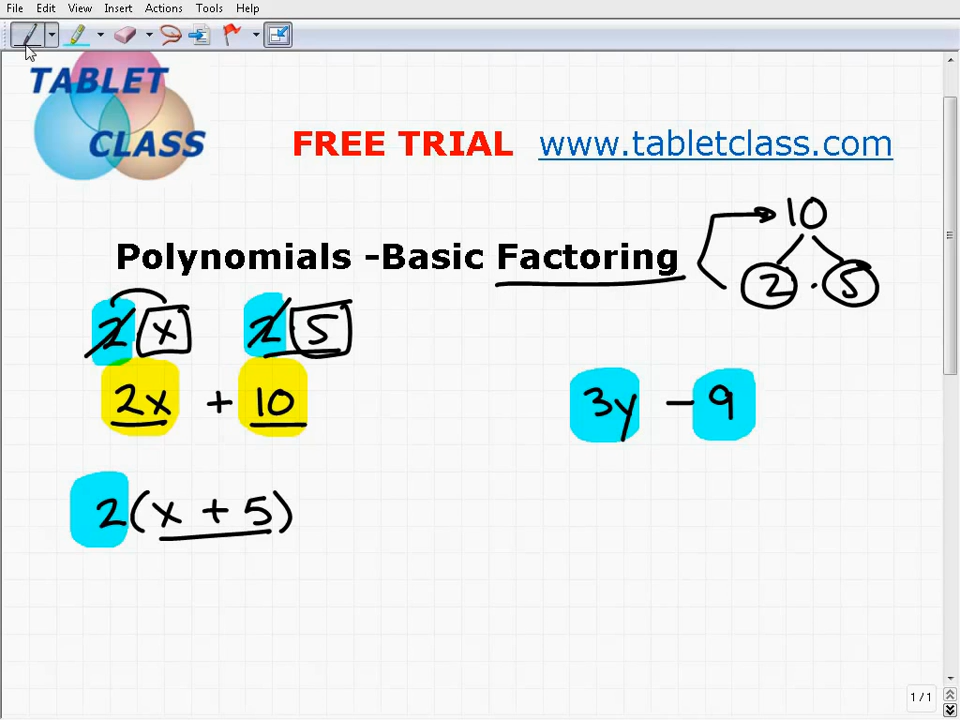 File Edit View Insert Actions Tools Help
TABLET
CLASS
FREE TRIAL www.tabletclass.com
10
Polynomials -Basic Factoring
2 · 5
2 · x 2 · 5
2x + 10
3y - 9
2(x + 5)
1 / 1